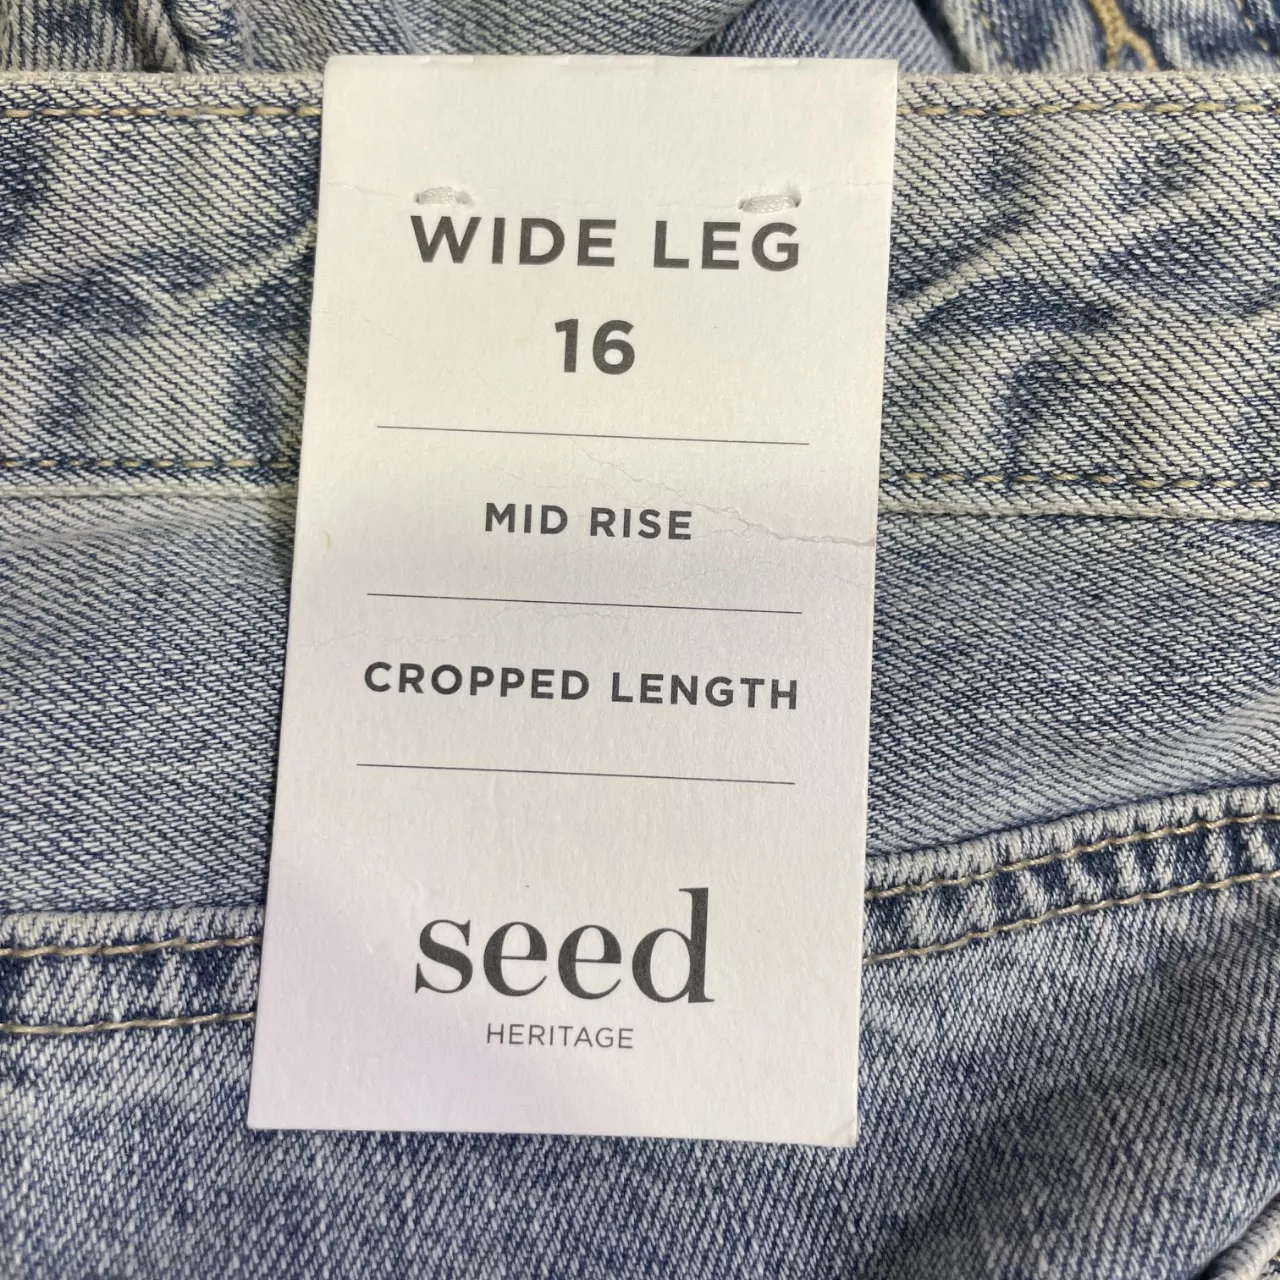 WIDE LEG
16
MID RISE
CROPPED LENGTH
seed
HERITAGE